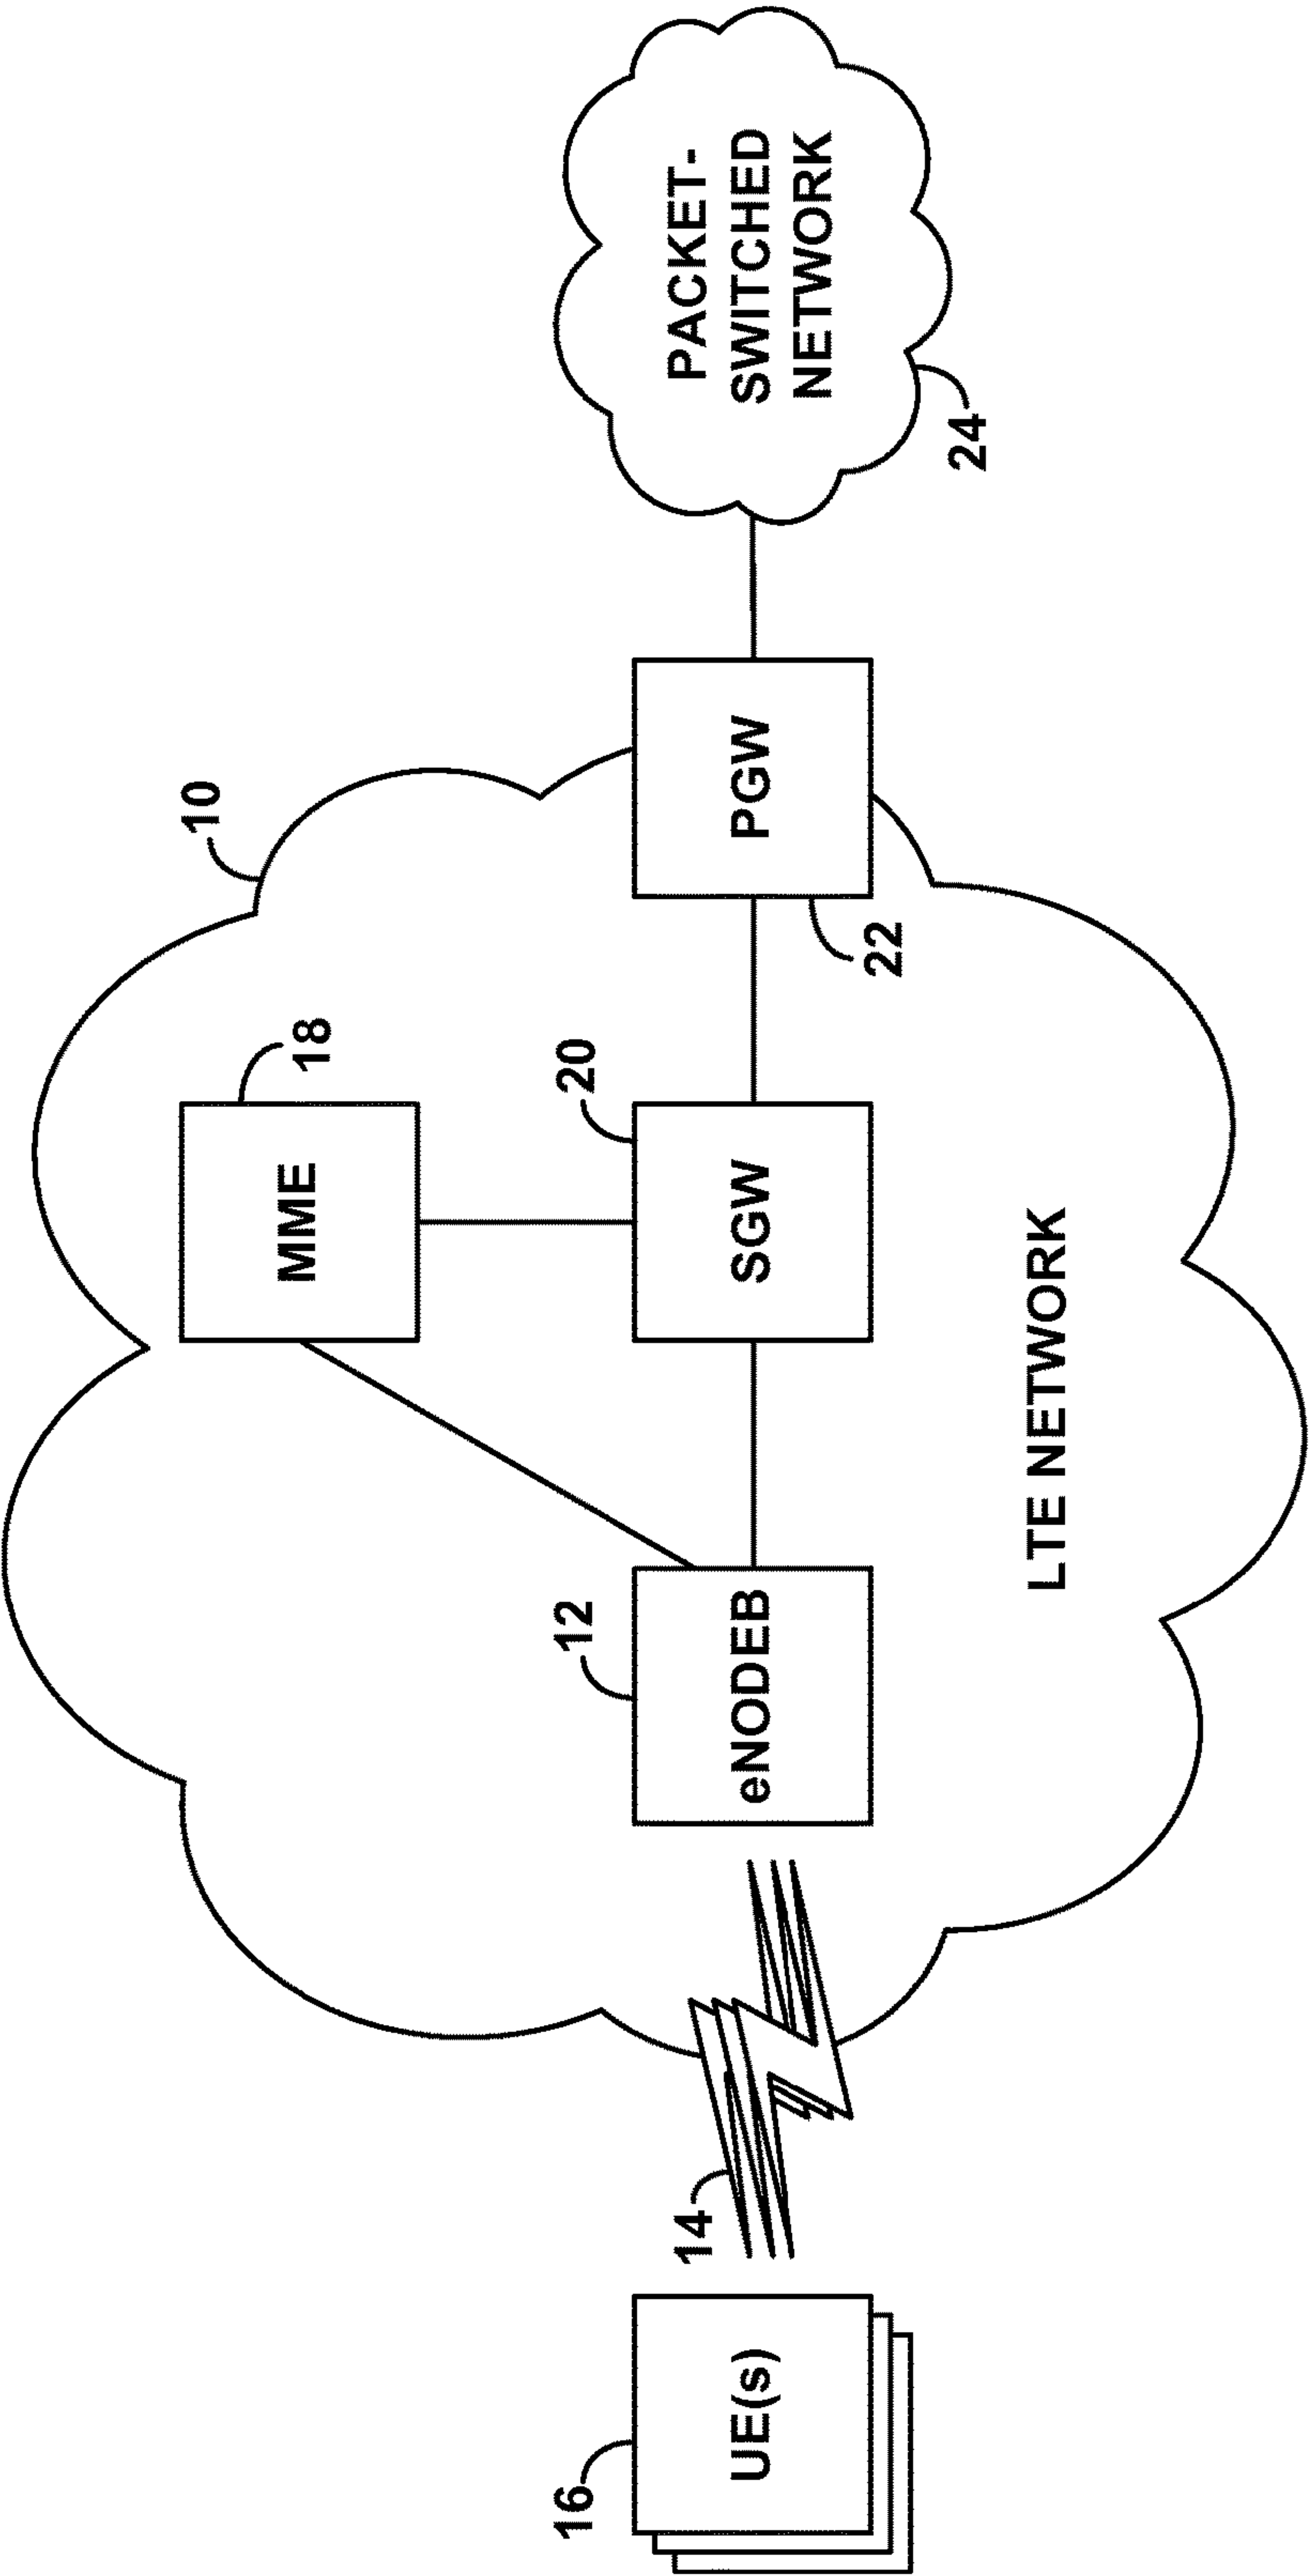 10
MME
18
12
20
PACKET-
SWITCHED
NETWORK
16
14
UE(s)
eNODEB
SGW
PGW
22
24
LTE NETWORK